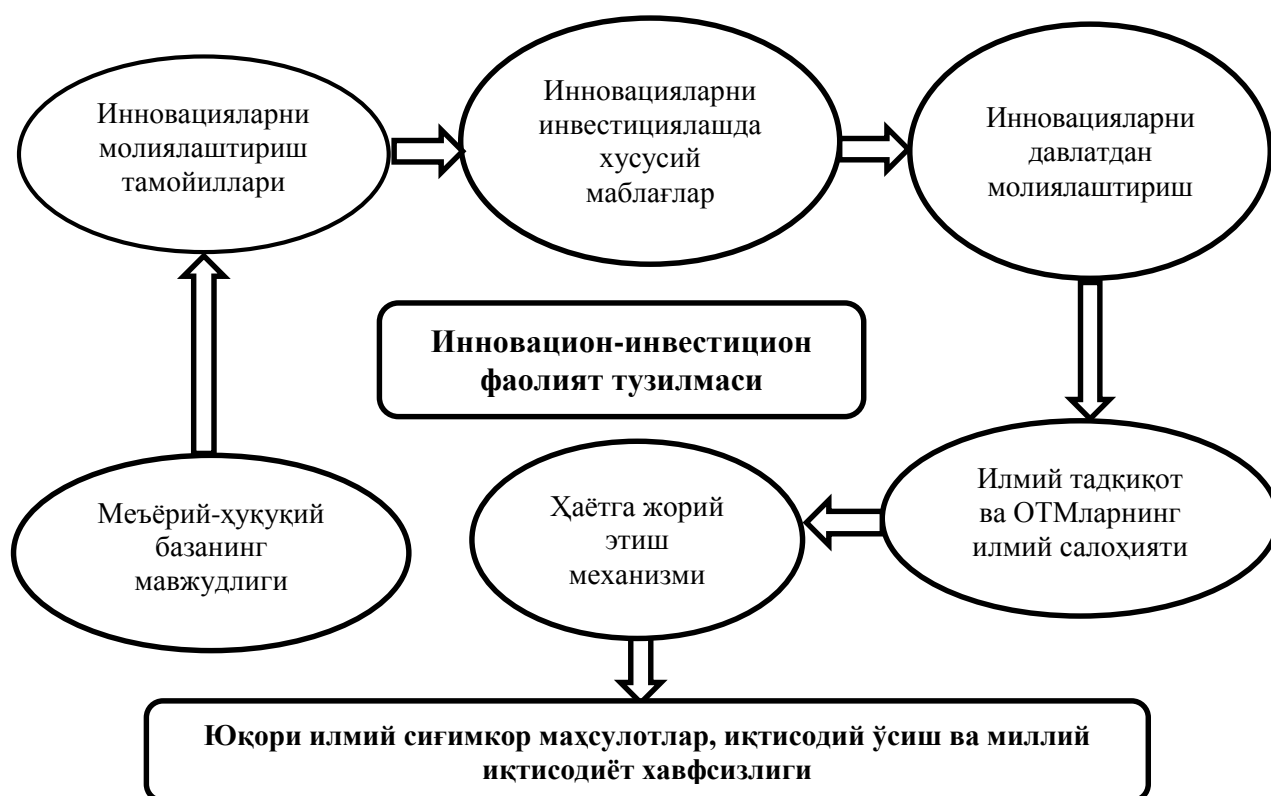 Инновацияларни
молиялаштириш
тамойиллари
Инновацияларни
инвестициялашда
хусусий
маблағлар
Инновацияларни
давлатдан
молиялаштириш
Инновацион-инвестицион
фаолият тузилмаси
Меъёрий-ҳуқуқий
базанинг
мавжудлиги
Ҳаётга жорий
этиш
механизми
Илмий тадқиқот
ва ОТМларнинг
илмий салоҳияти
Юқори илмий сиғимкор маҳсулотлар, иқтисодий ўсиш ва миллий
иқтисодиёт хавфсизлиги